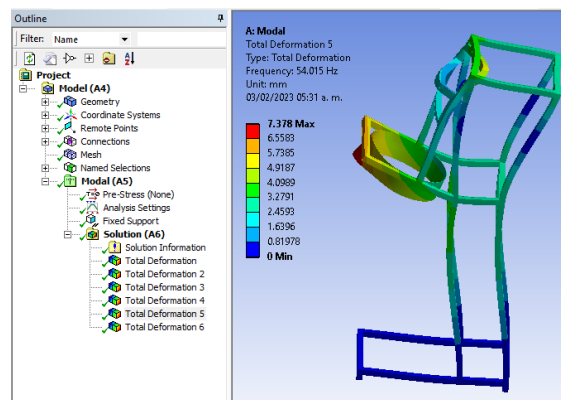 Outline
Filter: Name
Project
Model (A4)
Geometry
Coordinate Systems
Remote Points
Connections
Mesh
Named Selections
Modal (A5)
Pre-Stress (None)
Analysis Settings
Fixed Support
Solution (A6)
Solution Information
Total Deformation
Total Deformation 2
Total Deformation 3
Total Deformation 4
Total Deformation 5
Total Deformation 6
A: Modal
Total Deformation 5
Type: Total Deformation
Frequency: 54.015 Hz
Unit: mm
03/02/2023 05:31 a. m.
7.378 Max
6.5583
5.7385
4.9187
4.0989
3.2791
2.4593
1.6396
0.81978
0 Min